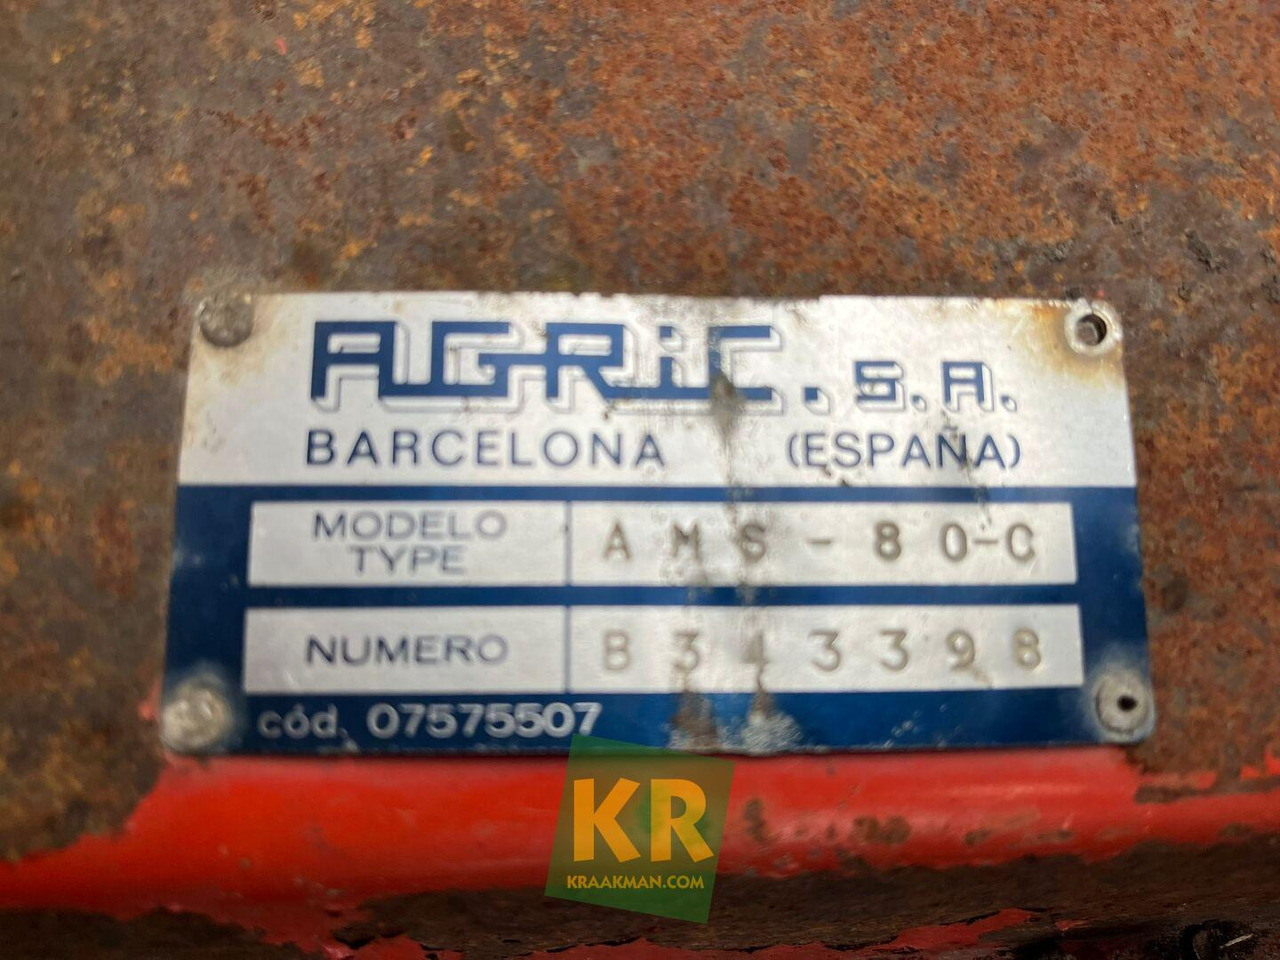 AGRiC. S.A.
BARCELONA (ESPAÑA)
MODELO
TYPE
AMS-80-C
NUMERO
B343398
cód. 07575507
KR
KRAAKMAN.COM